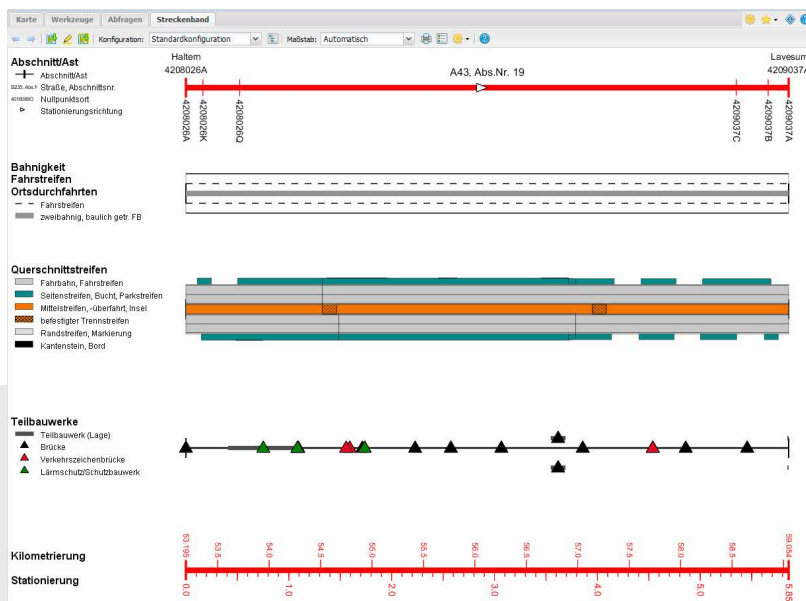 Karte Werkzeuge Abfragen Streckenband
Konfiguration: Standardkonfiguration Maßstab: Automatisch
Haltern Lavesum
4208026A A43, Abs.Nr. 19 4209037A
Abschnitt/Ast
Abschnitt/Ast
Straße, Abschnittsnr.
Nullpunktsort
Stationierungsrichtung
4208026A 4208026K 4208026Q 4209037C 4209037B 4209037A
Bahnigkeit
Fahrstreifen
Ortsdurchfahrten
Fahrstreifen
zweibahnig, baulich getr. FB
Querschnittstreifen
Fahrbahn, Fahrstreifen
Seitenstreifen, Bucht, Parkstreifen
Mittelstreifen, -überfahrt, Insel
befestigter Trennstreifen
Randstreifen, Markierung
Kantenstein, Bord
Teilbauwerke
Teilbauwerk (Lage)
Brücke
Verkehrszeichenbrücke
Lärmschutz/Schutzbauwerk
Kilometrierung
53.195 53.5 54.0 54.5 55.0 55.5 56.0 56.5 57.0 57.5 58.0 58.5 59.054
Stationierung
0.0 1.0 2.0 3.0 4.0 5.0 5.85